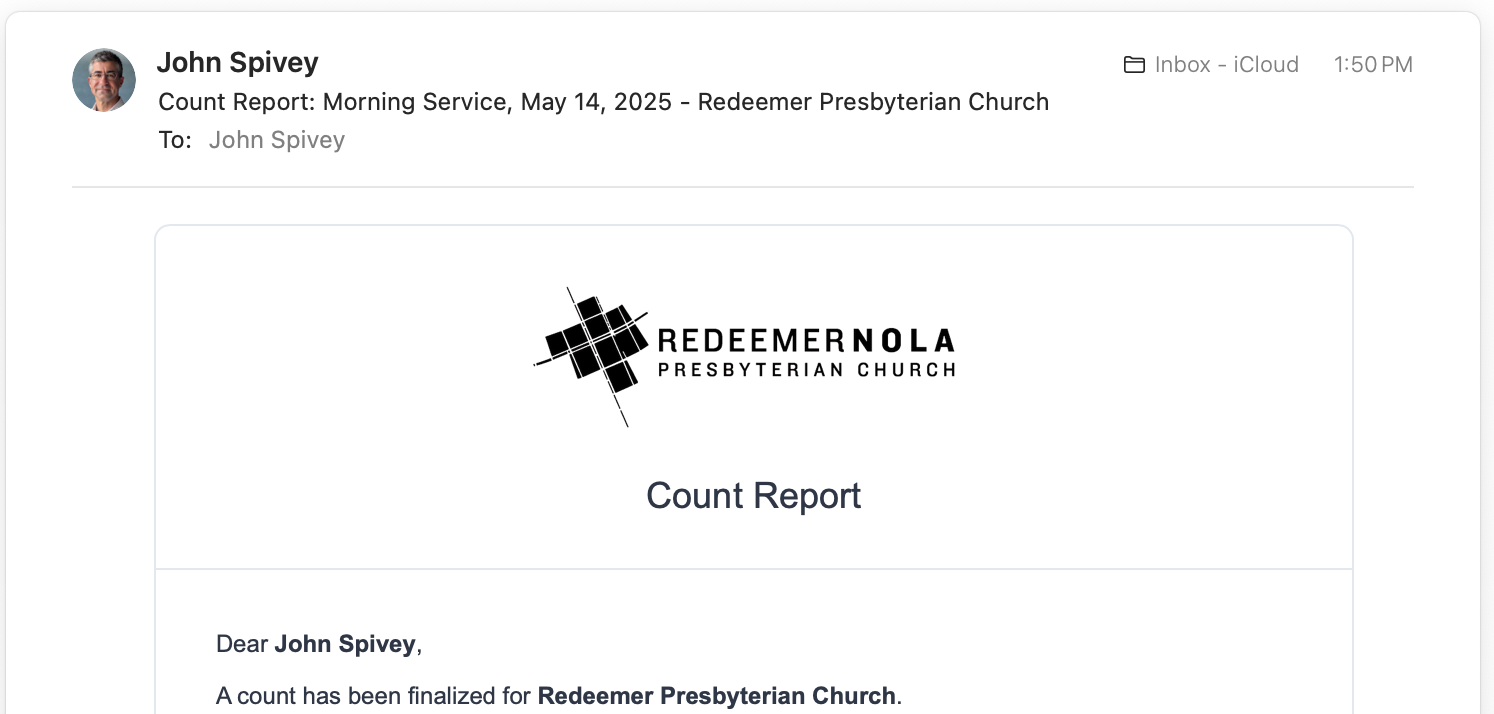 John Spivey
Inbox - iCloud
1:50 PM
Count Report: Morning Service, May 14, 2025 - Redeemer Presbyterian Church
To: John Spivey
REDEEMERNOLA
PRESBYTERIAN CHURCH
Count Report
Dear John Spivey,
A count has been finalized for Redeemer Presbyterian Church.